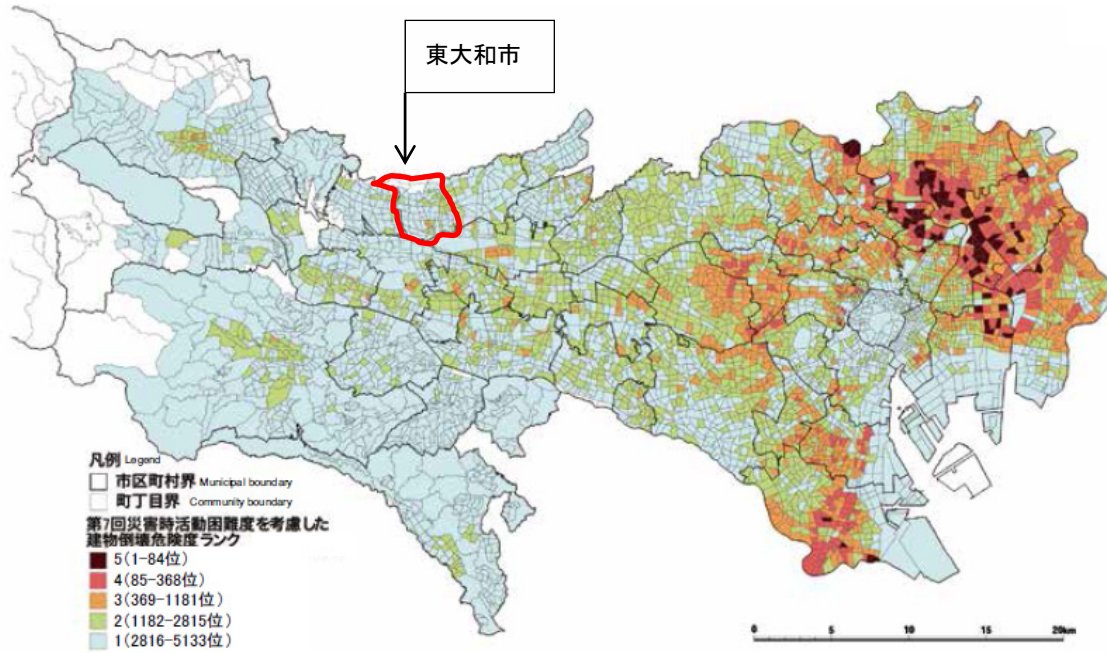 東大和市
凡例 Legend
市区町村界 Municipal boundary
町丁目界 Community boundary
第7回災害時活動困難度を考慮した
建物倒壊危険度ランク
5(1-84位)
4(85-368位)
3(369-1181位)
2(1182-2815位)
1(2816-5133位)
0 5 10 15 20km